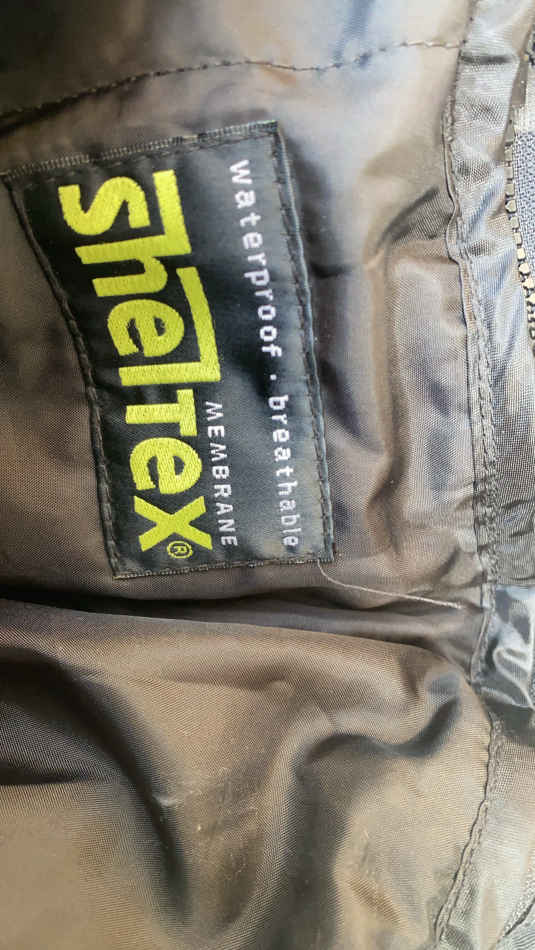 waterproof · breathable
sheltex®
MEMBRANE